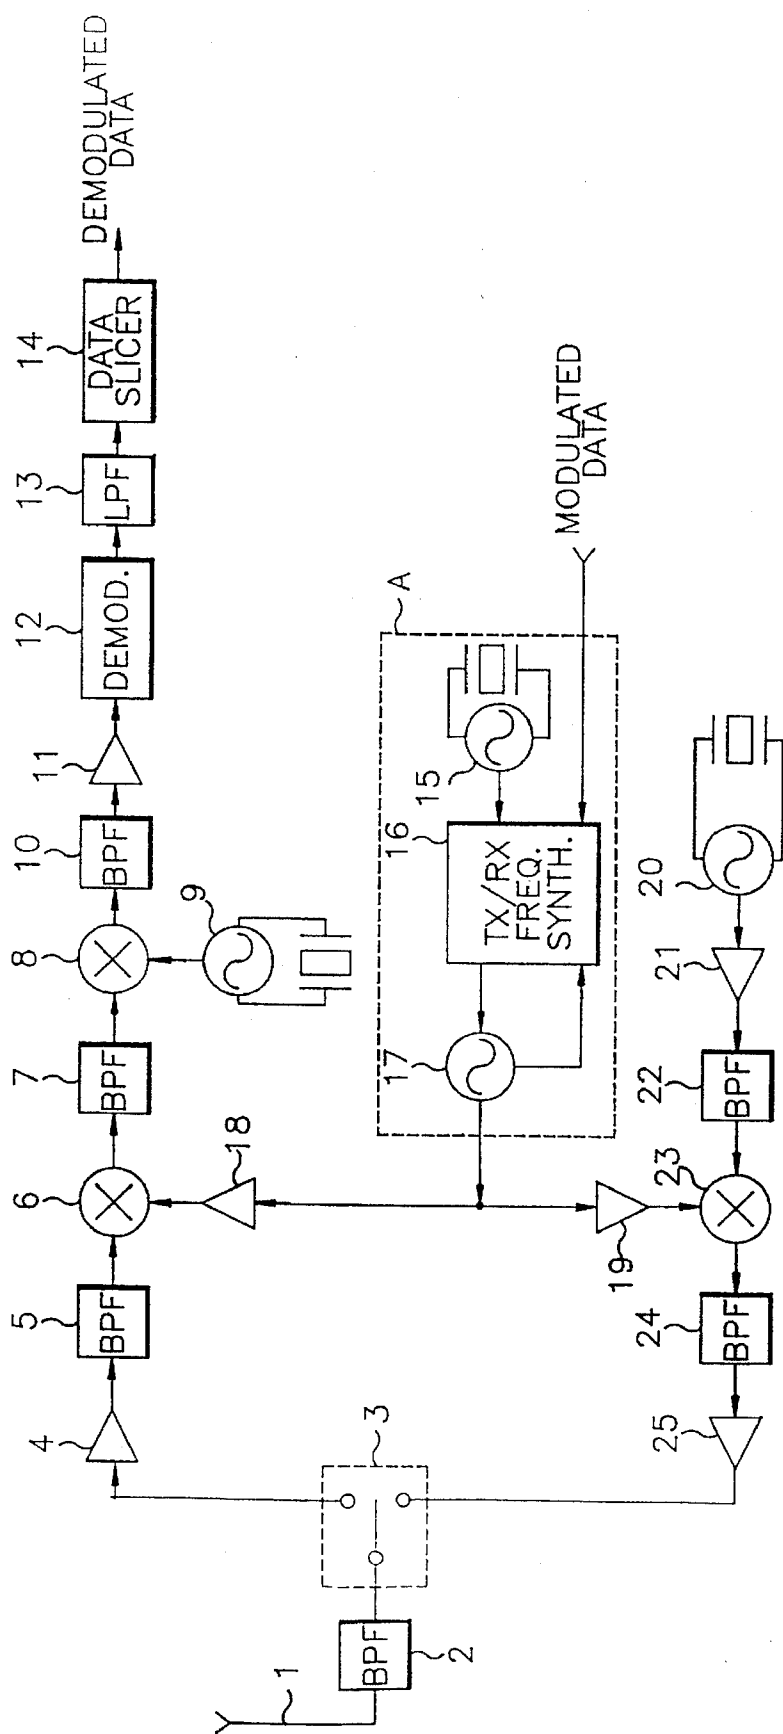 DEMODULATED
DATA
14
DATA
SLICER
13
LPF
12
DEMOD.
11
10
BPF
9
8
7
BPF
6
18
5
BPF
4
3
1
BPF
2
MODULATED
DATA
A
15
16
TX/RX
FREQ.
SYNTH.
17
20
21
22
BPF
23
19
24
BPF
25